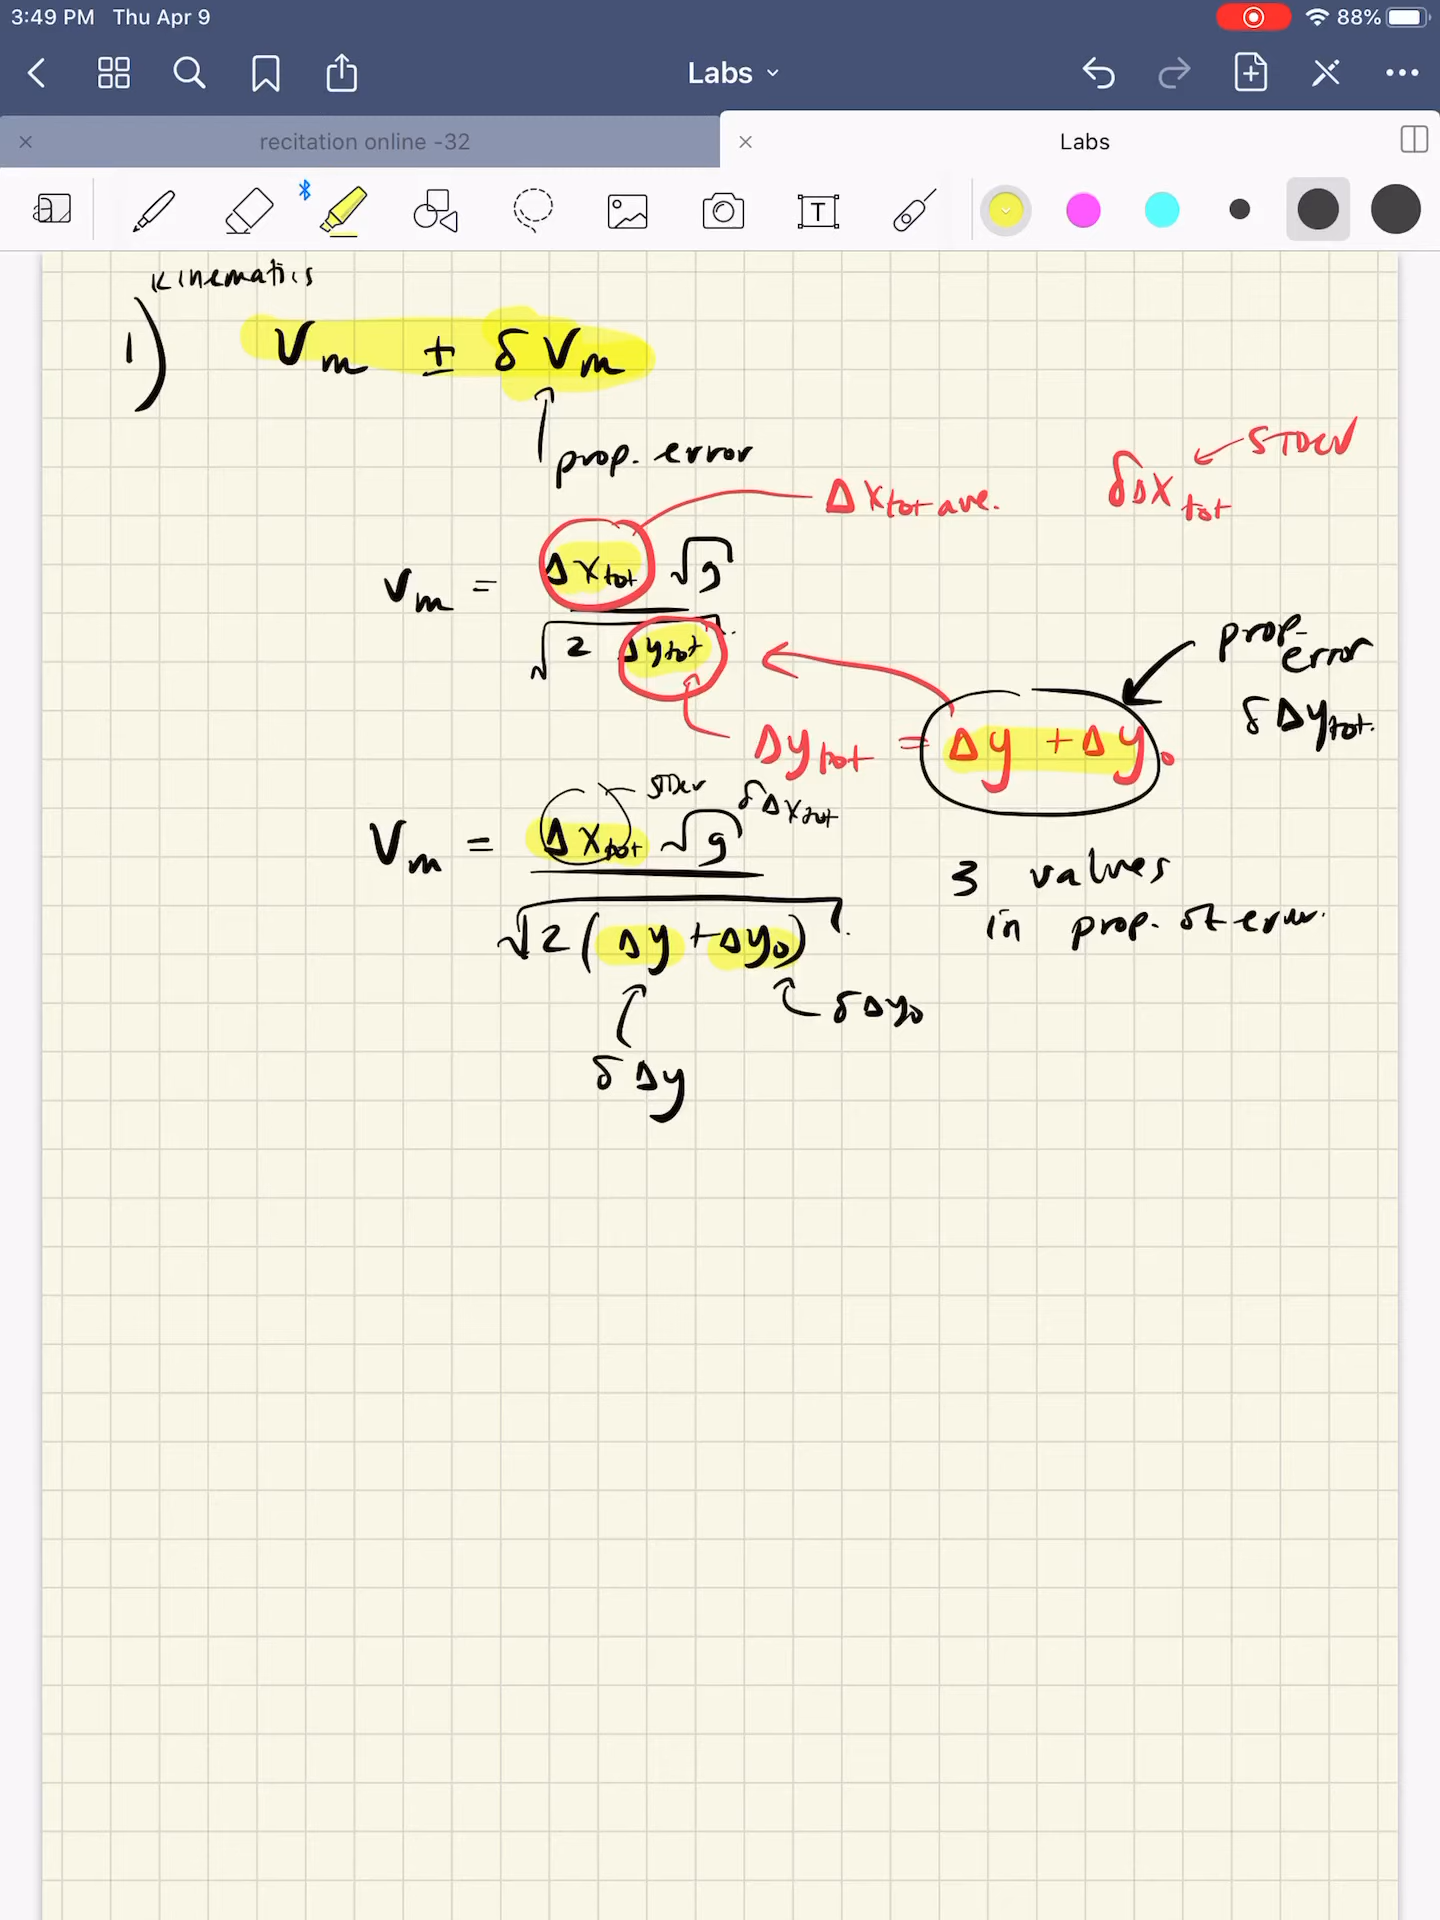 3:49 PM Thu Apr 9
88%
Labs
recitation online -32
Labs
T
Kinematics
1) Vm ± δVm
prop. error
STDEV
Δxtot ave.
δΔxtot
Vm = Δxtot √g
√2 Δytot
prop. error
δΔytot.
Δytot = Δy + Δy0
STDev
δΔxtot
Vm = Δxtot √g
√2(Δy + Δy0)
3 values
in prop. of error.
δΔy0
δΔy